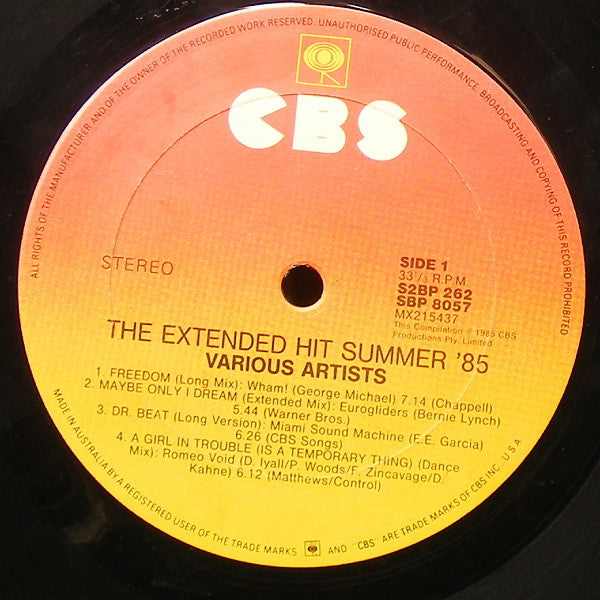 ALL RIGHTS OF THE MANUFACTURER AND OF THE OWNER OF THE RECORDED WORK RESERVED. UNAUTHORISED PUBLIC PERFORMANCE, BROADCASTING AND COPYING OF THIS RECORD PROHIBITED
CBS
STEREO
SIDE 1
33⅓ R.P.M
S2BP 262
SBP 8057
MX215437
This Compilation ℗ 1985 CBS
Productions Pty. Limited
THE EXTENDED HIT SUMMER '85
VARIOUS ARTISTS
1. FREEDOM (Long Mix): Wham! (George Michael) 7.14 (Chappell)
2. MAYBE ONLY I DREAM (Extended Mix): Eurogliders (Bernie Lynch)
5.44 (Warner Bros.)
3. DR. BEAT (Long Version): Miami Sound Machine (E.E. Garcia)
6.26 (CBS Songs)
4. A GIRL IN TROUBLE (IS A TEMPORARY THING) (Dance
Mix): Romeo Void (D. Iyall/P. Woods/F. Zincavage/D.
Kahne) 6.12 (Matthews/Control)
MADE IN AUSTRALIA BY A REGISTERED USER OF THE TRADE MARKS. AND "CBS" ARE TRADE MARKS OF CBS INC. U.S.A